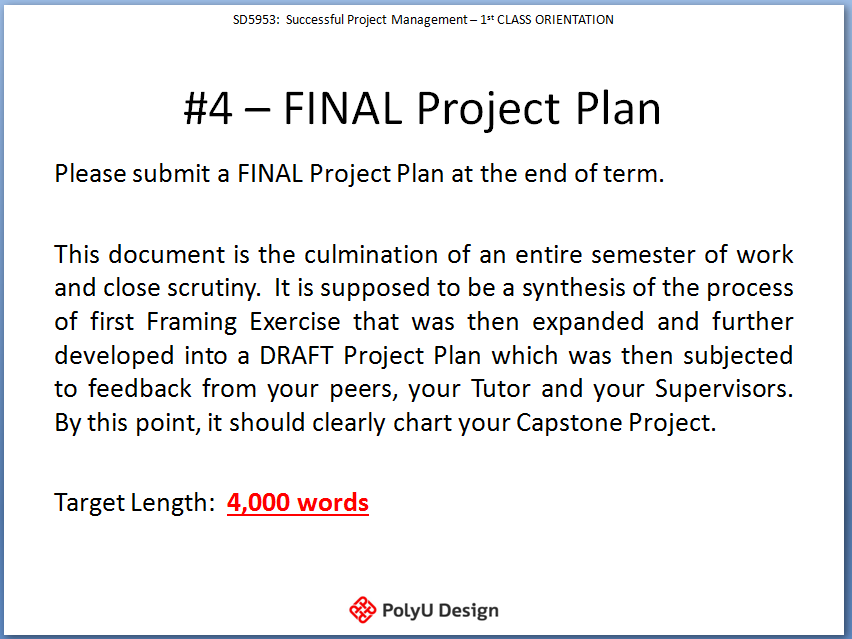 SD5953: Successful Project Management – 1st CLASS ORIENTATION
#4 – FINAL Project Plan
Please submit a FINAL Project Plan at the end of term.
This document is the culmination of an entire semester of work
and close scrutiny. It is supposed to be a synthesis of the process
of first Framing Exercise that was then expanded and further
developed into a DRAFT Project Plan which was then subjected
to feedback from your peers, your Tutor and your Supervisors.
By this point, it should clearly chart your Capstone Project.
Target Length: 4,000 words
PolyU Design